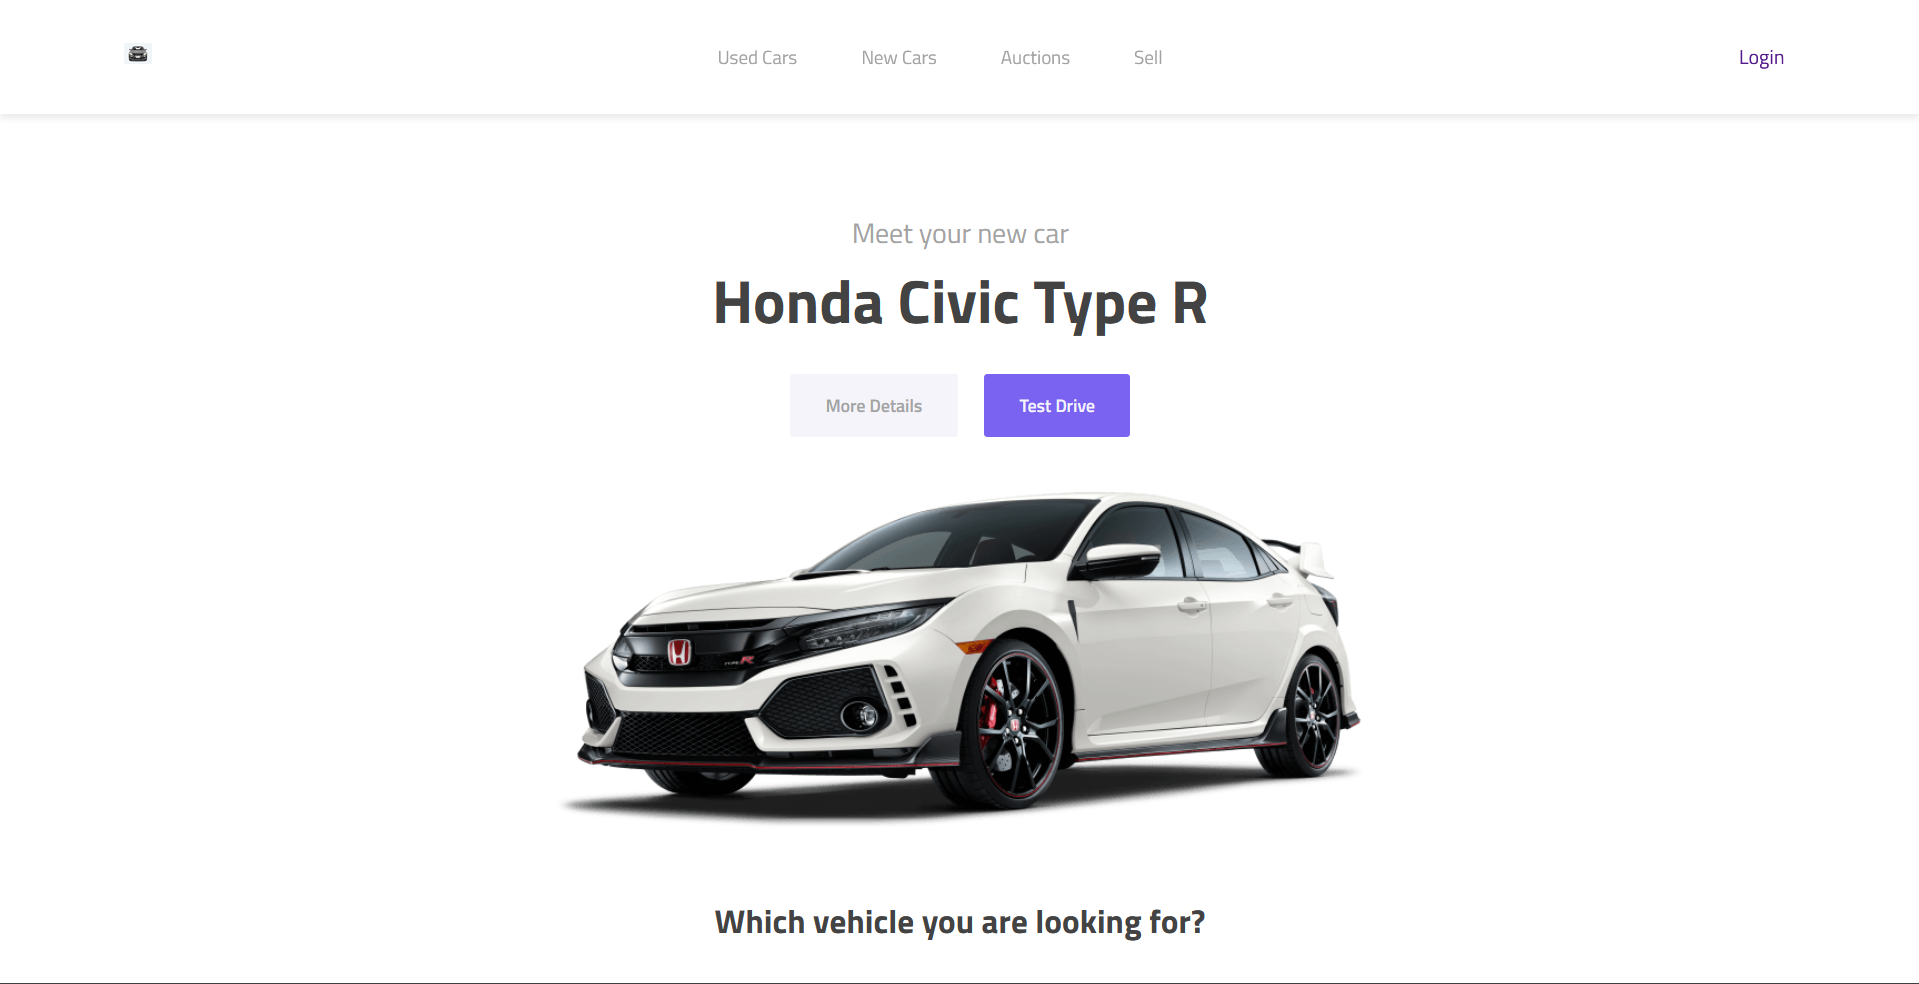 Used Cars
New Cars
Auctions
Sell
Login
Meet your new car
Honda Civic Type R
More Details
Test Drive
TYPE R
Which vehicle you are looking for?